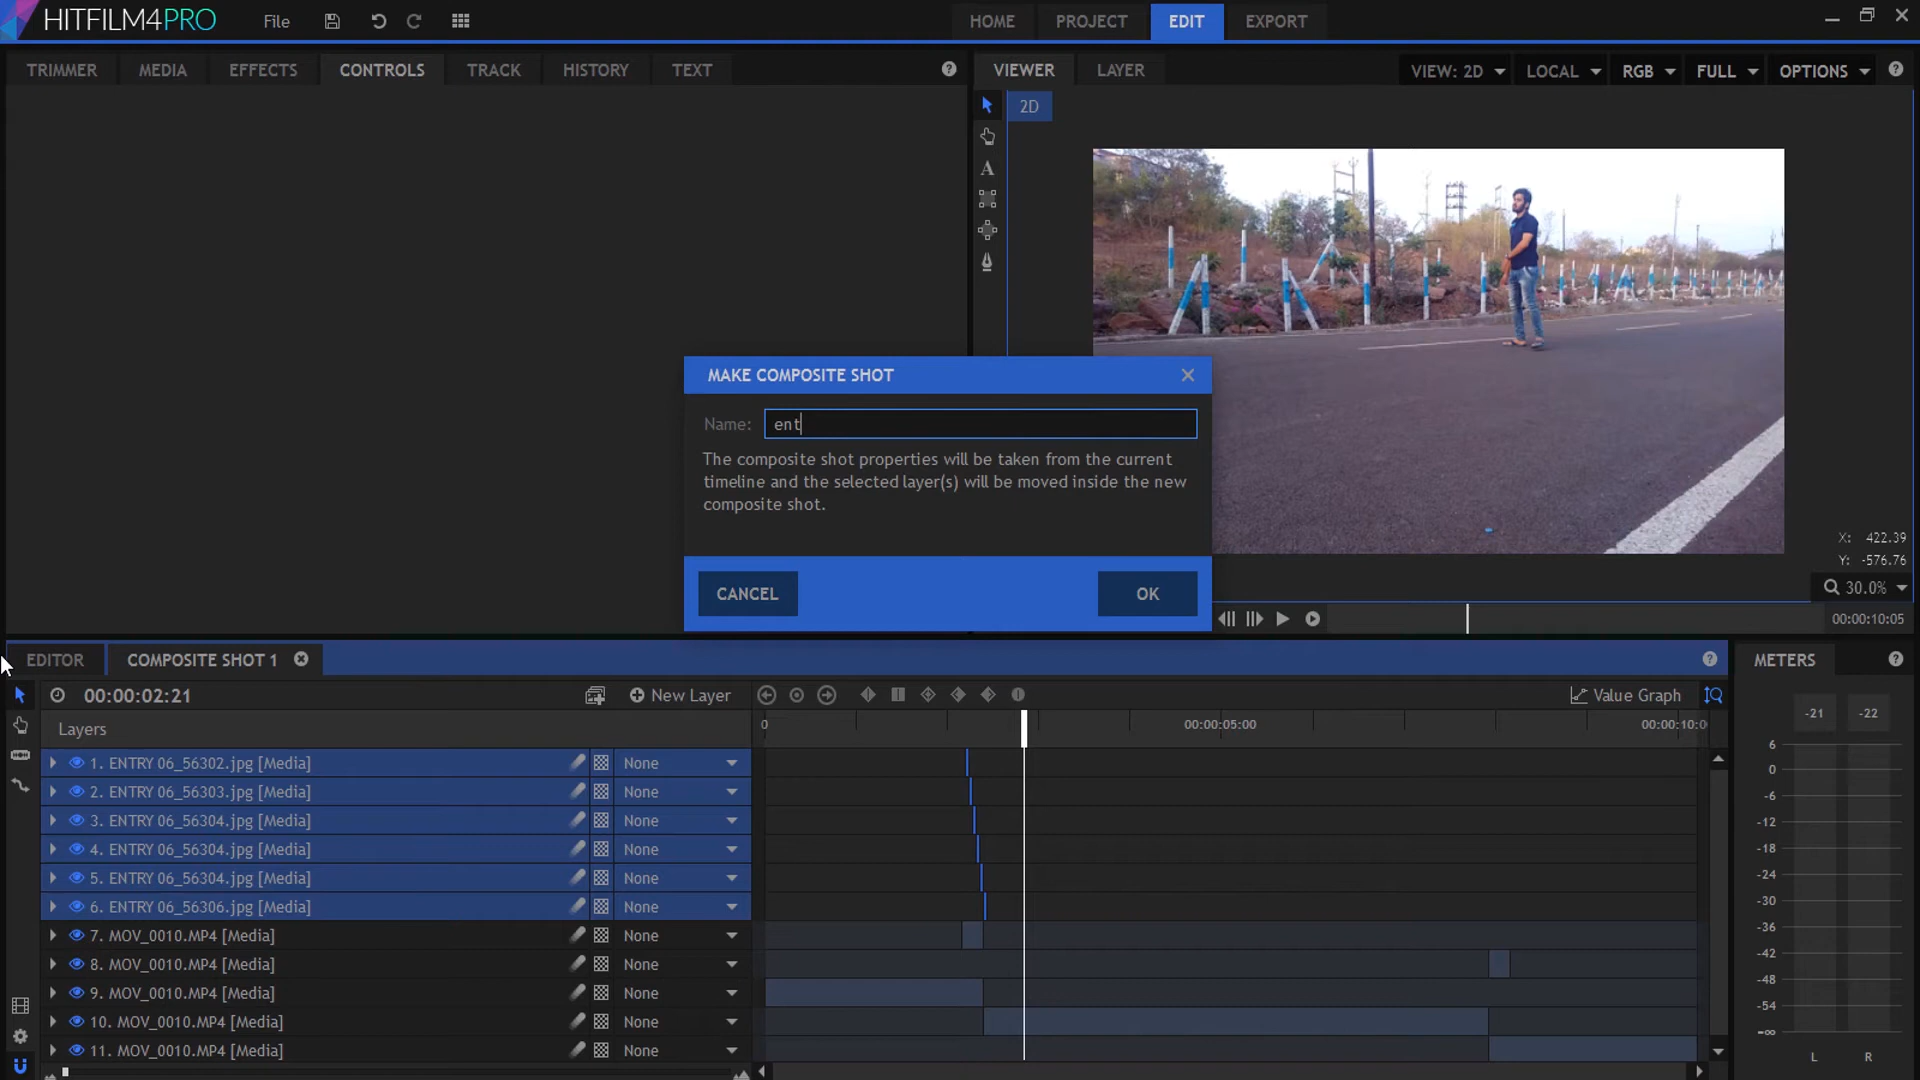 HITFILM4PRO File HOME PROJECT EDIT EXPORT
TRIMMER MEDIA EFFECTS CONTROLS TRACK HISTORY TEXT
VIEWER LAYER VIEW: 2D LOCAL RGB FULL OPTIONS
2D
A
MAKE COMPOSITE SHOT
Name: ent
The composite shot properties will be taken from the current
timeline and the selected layer(s) will be moved inside the new
composite shot.
CANCEL OK
X: 422.39
Y: -576.76
30.0%
00:00:10:05
EDITOR COMPOSITE SHOT 1 METERS
00:00:02:21 New Layer Value Graph
-21 -22
Layers 0 00:00:05:00 00:00:10:0
1. ENTRY 06_56302.jpg [Media] None
2. ENTRY 06_56303.jpg [Media] None
3. ENTRY 06_56304.jpg [Media] None
4. ENTRY 06_56304.jpg [Media] None
5. ENTRY 06_56304.jpg [Media] None
6. ENTRY 06_56306.jpg [Media] None
7. MOV_0010.MP4 [Media] None
8. MOV_0010.MP4 [Media] None
9. MOV_0010.MP4 [Media] None
10. MOV_0010.MP4 [Media] None
11. MOV_0010.MP4 [Media] None
6
0
-6
-12
-18
-24
-30
-36
-42
-48
-54
-∞
L R